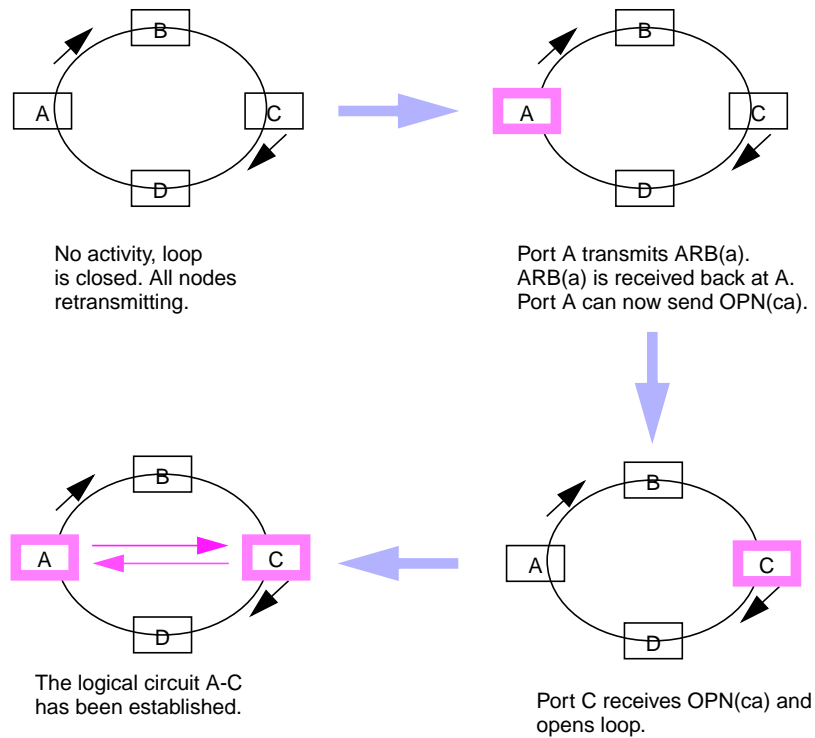 B
A
C
D
No activity, loop
is closed. All nodes
retransmitting.
B
A
C
D
Port A transmits ARB(a).
ARB(a) is received back at A.
Port A can now send OPN(ca).
B
A
C
D
The logical circuit A-C
has been established.
B
A
C
D
Port C receives OPN(ca) and
opens loop.